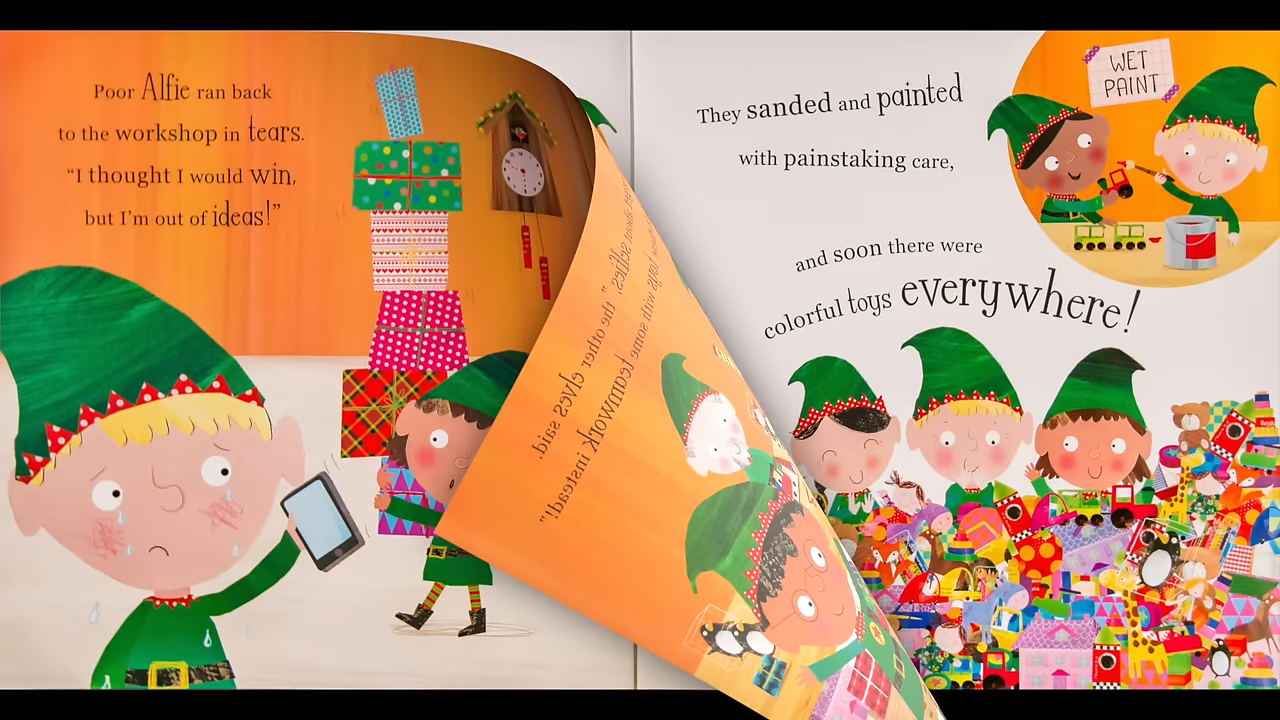 Poor Alfie ran back
to the workshop in tears.
“I thought I would win,
but I’m out of ideas!”
the other elves said.
with some teamwork instead!”
They sanded and painted
with painstaking care,
and soon there were
colorful toys everywhere!
WET
PAINT